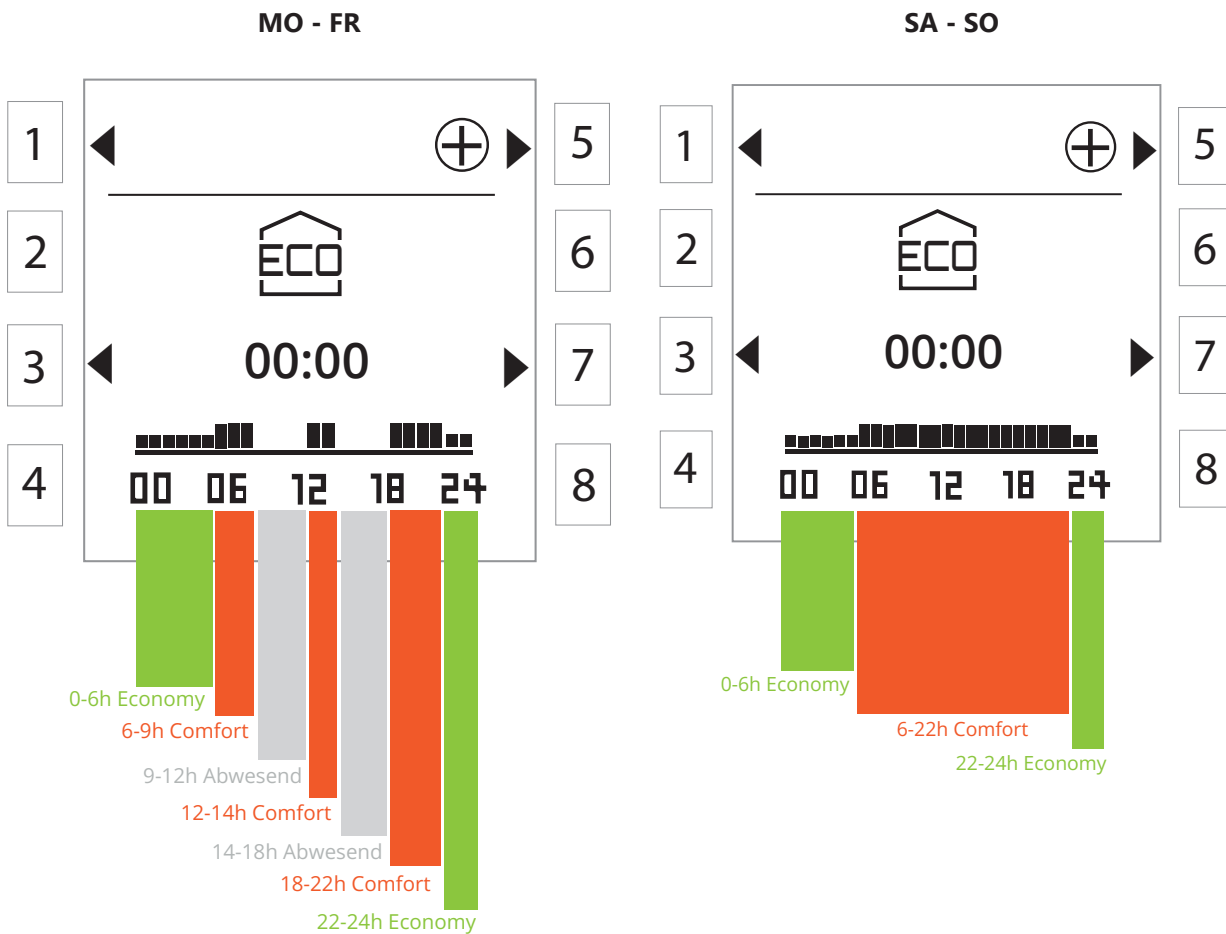 MO - FR
1
5
2
ECO
6
3
00:00
7
4
00 06 12 18 24
8
0-6h Economy
6-9h Comfort
9-12h Abwesend
12-14h Comfort
14-18h Abwesend
18-22h Comfort
22-24h Economy
SA - SO
1
5
2
ECO
6
3
00:00
7
4
00 06 12 18 24
8
0-6h Economy
6-22h Comfort
22-24h Economy